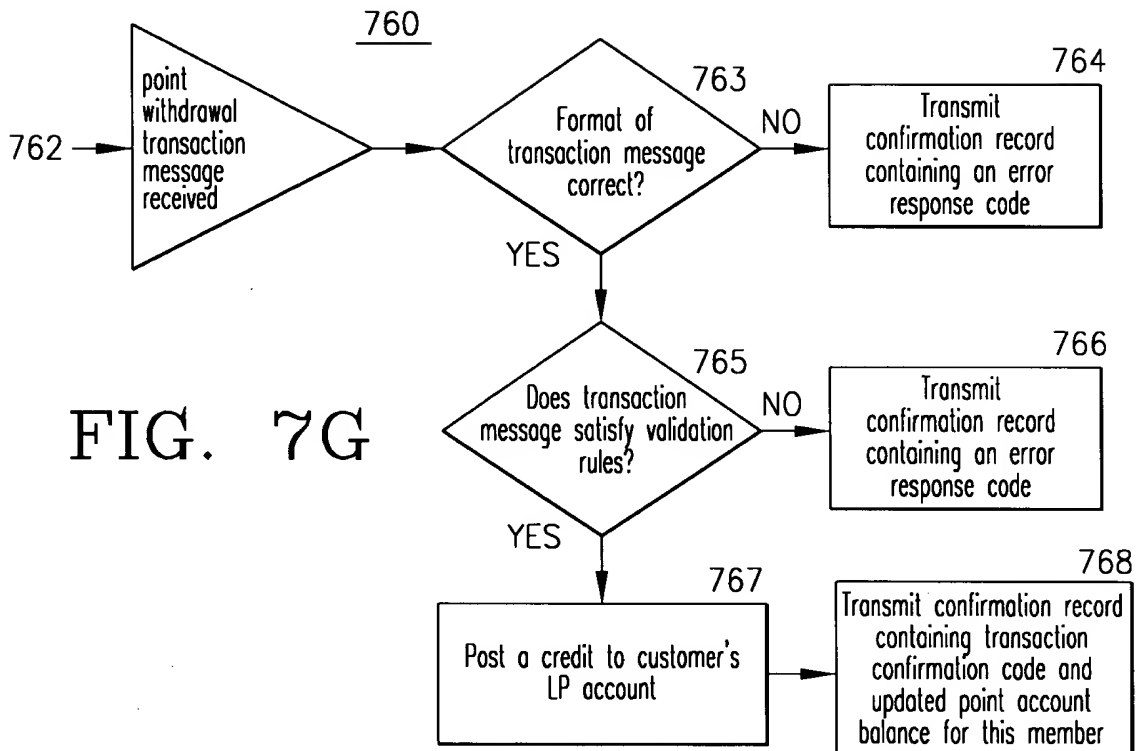 760
762
point
withdrawal
transaction
message
received
763
Format of
transaction message
correct?
NO
764
Transmit
confirmation record
containing an error
response code
YES
765
Does transaction
message satisfy validation
rules?
NO
766
Transmit
confirmation record
containing an error
response code
FIG. 7G
YES
767
Post a credit to customer's
LP account
768
Transmit confirmation record
containing transaction
confirmation code and
updated point account
balance for this member